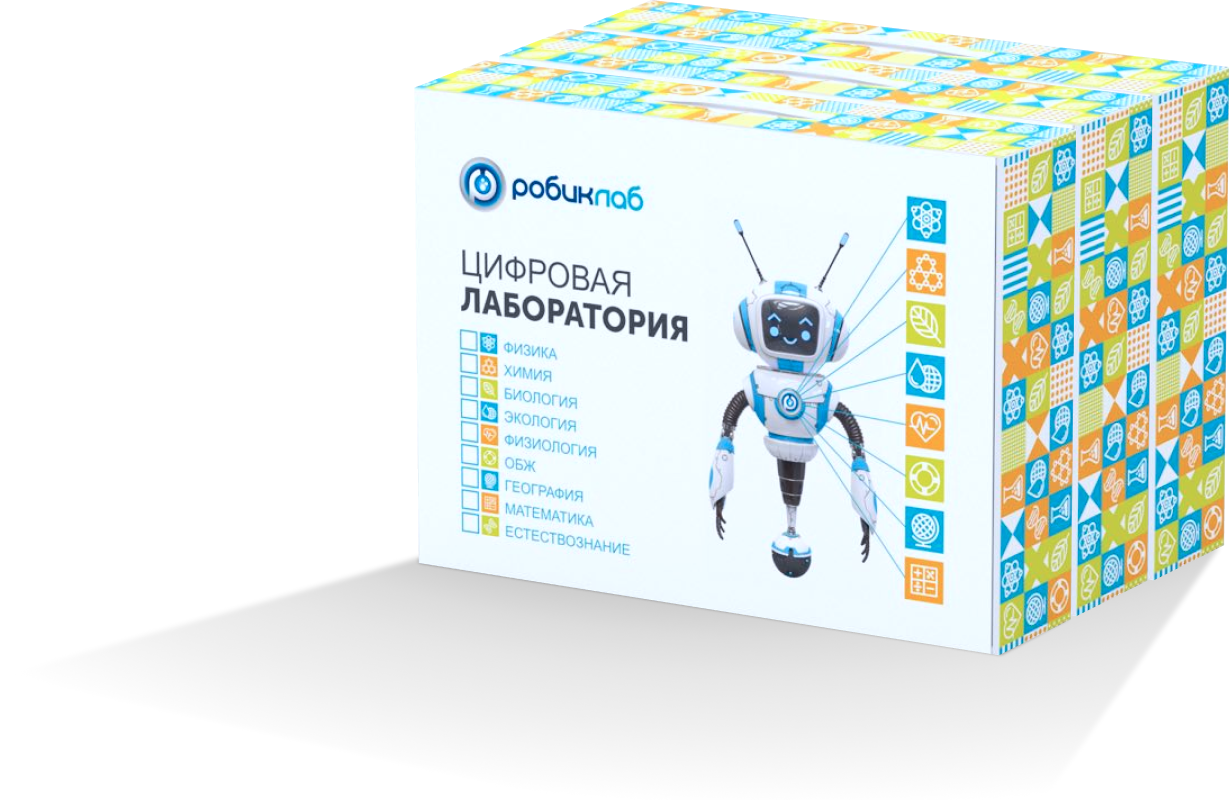 робиклаб
ЦИФРОВАЯ
ЛАБОРАТОРИЯ
ФИЗИКА
ХИМИЯ
БИОЛОГИЯ
ЭКОЛОГИЯ
ФИЗИОЛОГИЯ
ОБЖ
ГЕОГРАФИЯ
МАТЕМАТИКА
ЕСТЕСТВОЗНАНИЕ